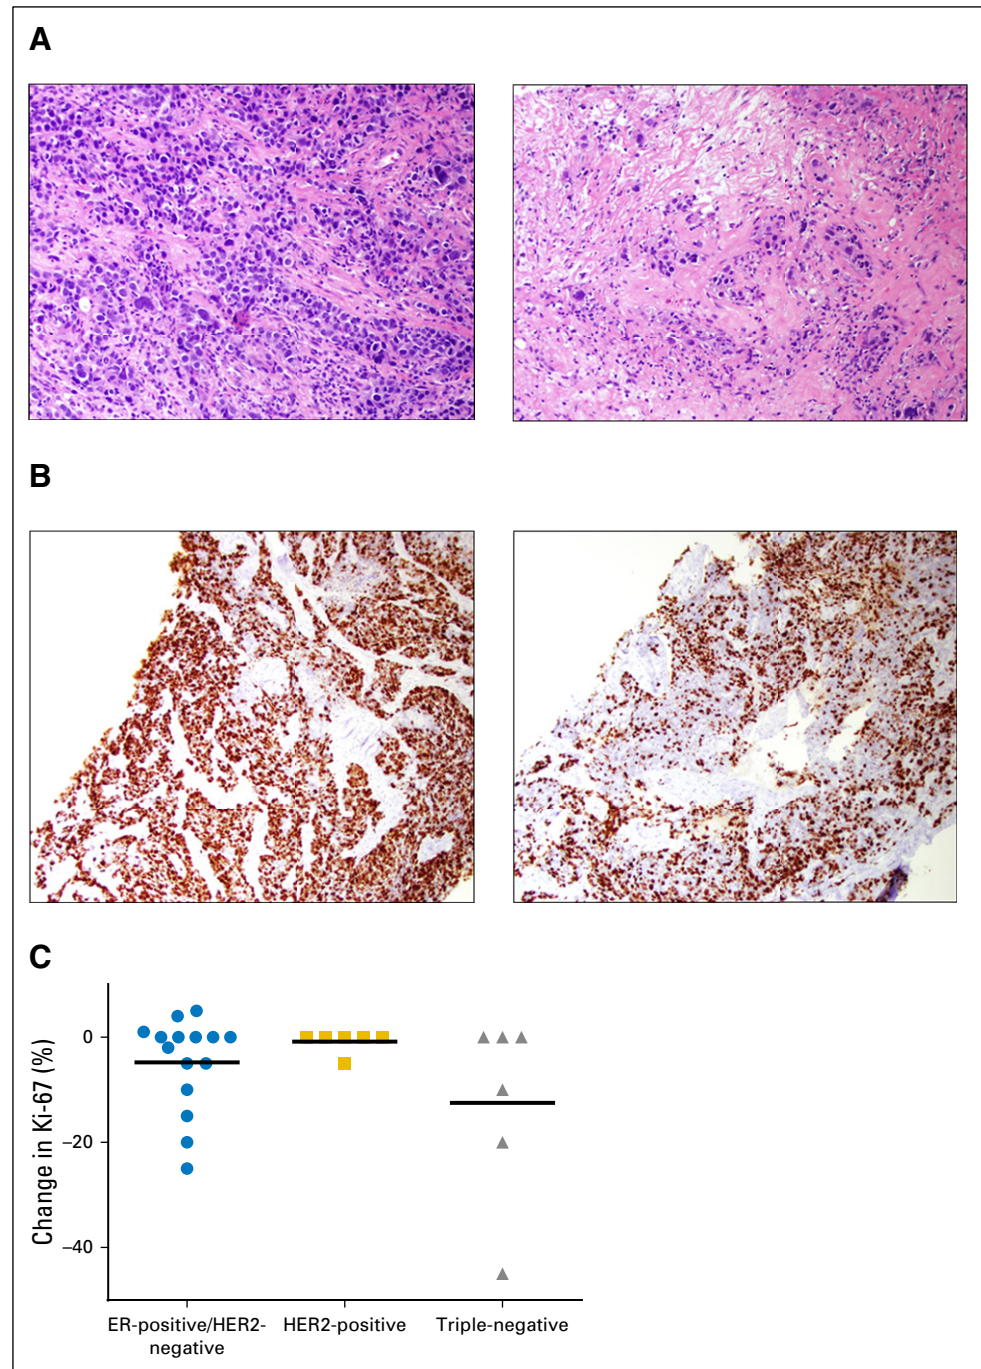 A
B
C
Change in Ki-67 (%)
0
–20
–40
ER-positive/HER2-
negative
HER2-positive
Triple-negative